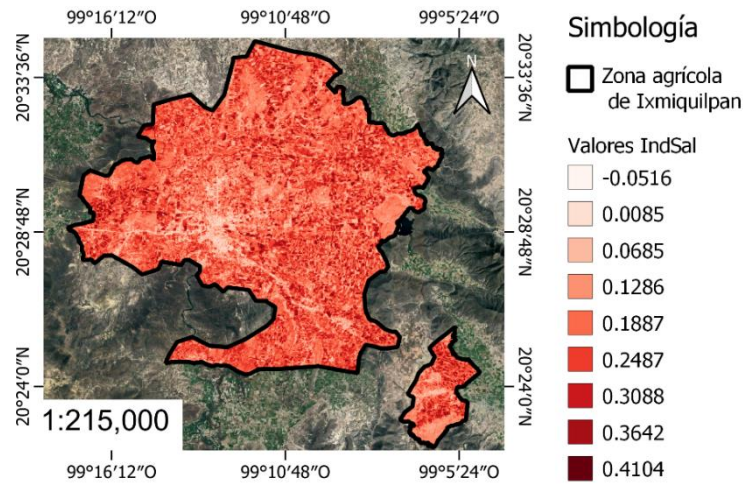 99°16′12″O 99°10′48″O 99°5′24″O
20°33′36″N
20°28′48″N
20°24′0″N
N
20°33′36″N
20°28′48″N
20°24′0″N
1:215,000
99°16′12″O 99°10′48″O 99°5′24″O
Simbología
Zona agrícola
de Ixmiquilpan
Valores IndSal
-0.0516
0.0085
0.0685
0.1286
0.1887
0.2487
0.3088
0.3642
0.4104